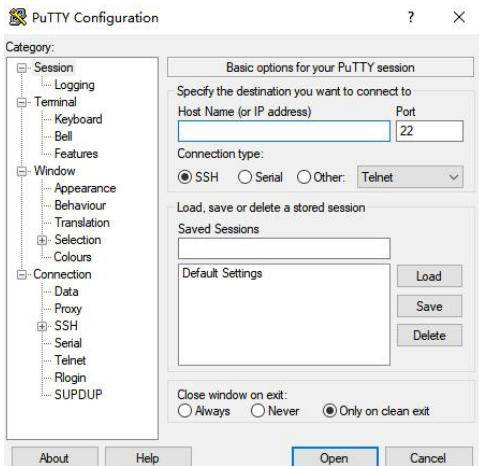 PuTTY Configuration
?
Category:
Session
Logging
Terminal
Keyboard
Bell
Features
Window
Appearance
Behaviour
Translation
Selection
Colours
Connection
Data
Proxy
SSH
Serial
Telnet
Rlogin
SUPDUP
Basic options for your PuTTY session
Specify the destination you want to connect to
Host Name (or IP address) Port
22
Connection type:
SSH Serial Other: Telnet
Load, save or delete a stored session
Saved Sessions
Default Settings
Load
Save
Delete
Close window on exit:
Always Never Only on clean exit
About Help Open Cancel